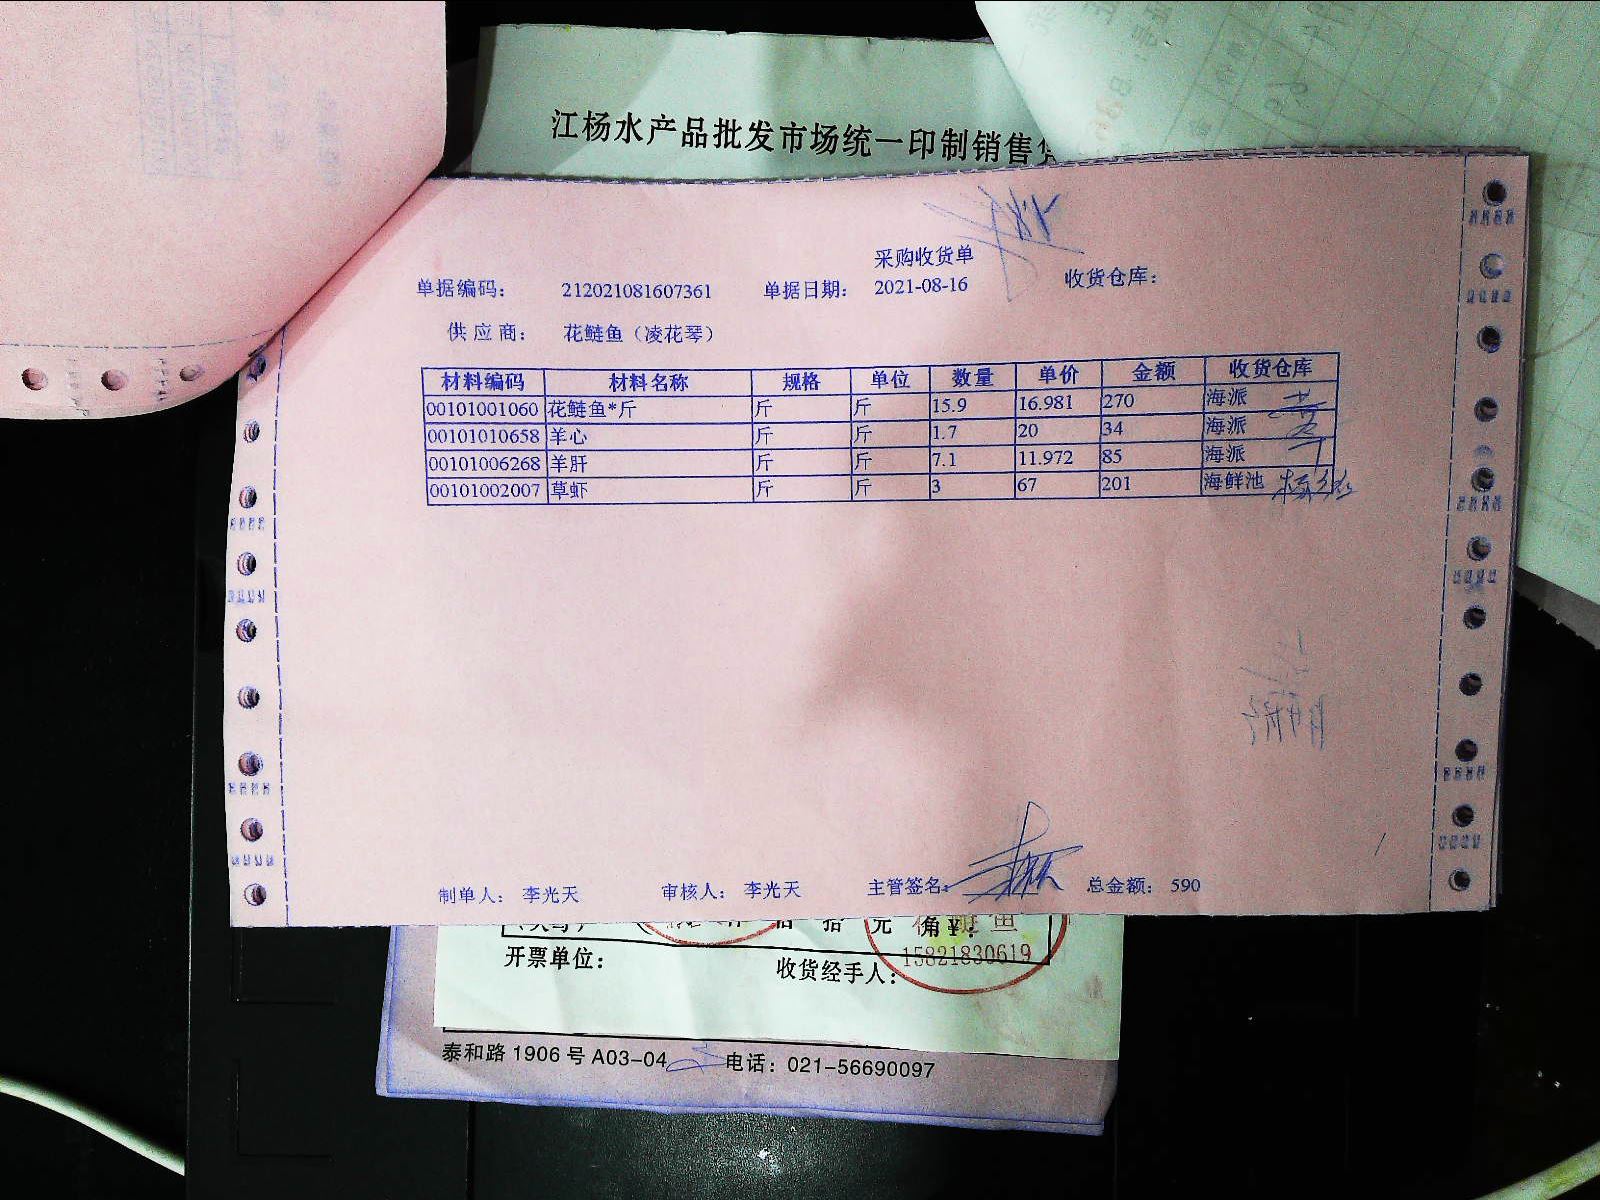 江杨水产品批发市场统一印制销售
采购收货单
单据编码： 212021081607361 单据日期： 2021-08-16 收货仓库：
供应商： 花鲢鱼（凌花琴）
材料编码 材料名称 规格 单位 数量 单价 金额 收货仓库
00101001060 花鲢鱼*斤 斤 斤 15.9 16.981 270 海派
00101010658 羊心 斤 斤 1.7 20 34 海派
00101006268 羊肝 斤 斤 7.1 11.972 85 海派
00101002007 草虾 斤 斤 3 67 201 海鲜池
制单人： 李光天 审核人： 李光天 主管签名： 总金额： 590
拾 元 角 鱼
15821830619
开票单位： 收货经手人：
泰和路 1906 号 A03-04 电话：021-56690097